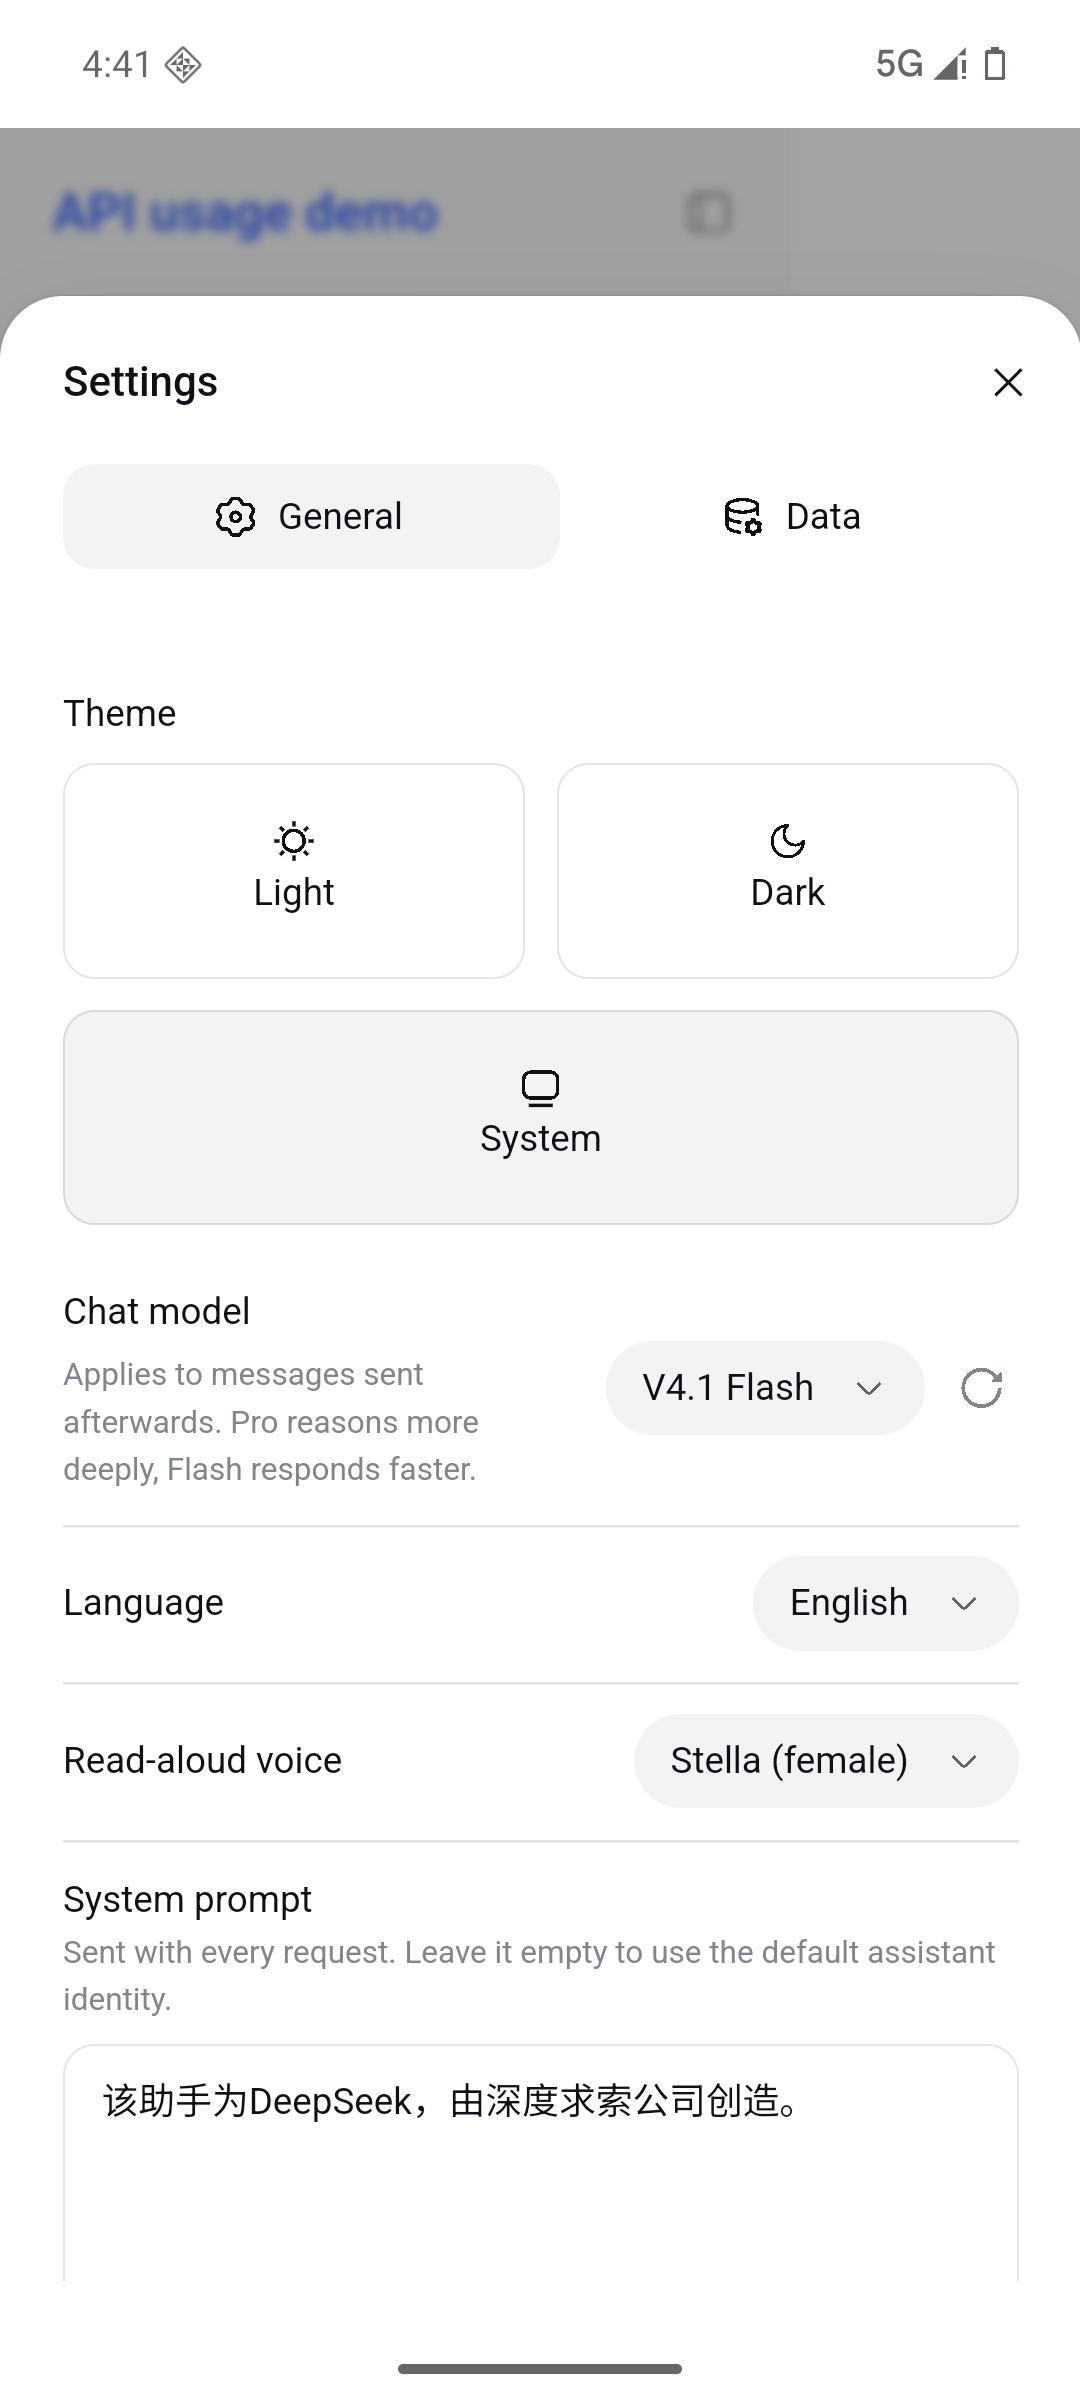 4:41
5G
API usage demo
Settings
General
Data
Theme
Light
Dark
System
Chat model
Applies to messages sent
afterwards. Pro reasons more
deeply, Flash responds faster.
V4.1 Flash
Language
English
Read-aloud voice
Stella (female)
System prompt
Sent with every request. Leave it empty to use the default assistant
identity.
该助手为DeepSeek，由深度求索公司创造。